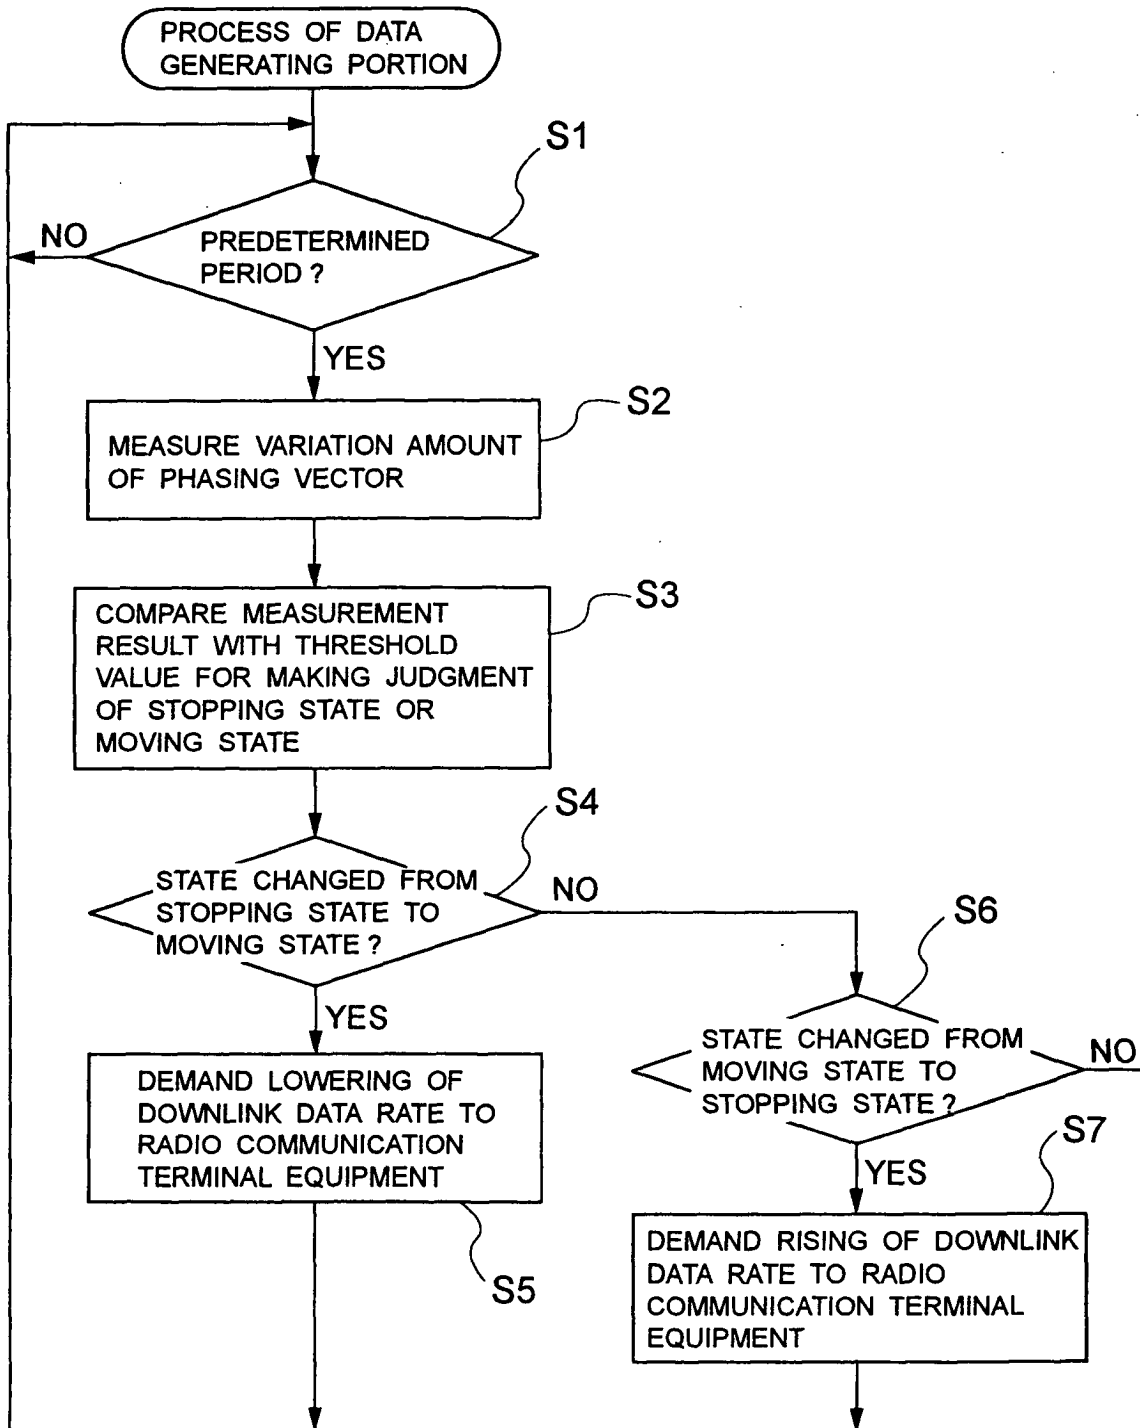 PROCESS OF DATA
GENERATING PORTION
S1
NO
PREDETERMINED
PERIOD ?
YES
S2
MEASURE VARIATION AMOUNT
OF PHASING VECTOR
S3
COMPARE MEASUREMENT
RESULT WITH THRESHOLD
VALUE FOR MAKING JUDGMENT
OF STOPPING STATE OR
MOVING STATE
S4
STATE CHANGED FROM
STOPPING STATE TO
MOVING STATE ?
NO
YES
S6
STATE CHANGED FROM
MOVING STATE TO
STOPPING STATE ?
NO
YES
DEMAND LOWERING OF
DOWNLINK DATA RATE TO
RADIO COMMUNICATION
TERMINAL EQUIPMENT
S5
S7
DEMAND RISING OF DOWNLINK
DATA RATE TO RADIO
COMMUNICATION TERMINAL
EQUIPMENT